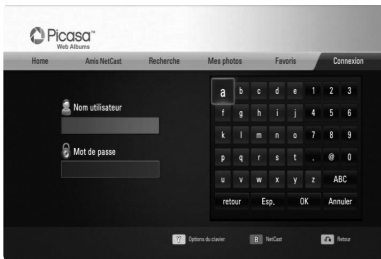 Picasa™
Web Albums
Home Amis NetCast Recherche Mes photos Favoris Connexion
a b c d e 1 2 3
Nom utilisateur
f g h i j 4 5 6
k l m n o 7 8 9
Mot de passe
p q r s t . @ 0
u v w x y z ABC
retour Esp. OK Annuler
Options du clavier NetCast Retour